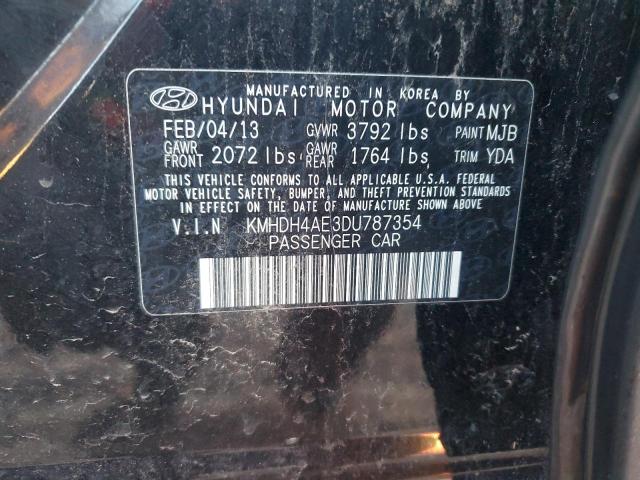 MANUFACTURED IN KOREA BY
HYUNDAI MOTOR COMPANY
FEB/04/13 GVWR 3792 lbs PAINT MJB
GAWR FRONT 2072 lbs GAWR REAR 1764 lbs TRIM YDA
THIS VEHICLE CONFORMS TO ALL APPLICABLE U.S.A. FEDERAL
MOTOR VEHICLE SAFETY, BUMPER, AND THEFT PREVENTION STANDARDS
IN EFFECT ON THE DATE OF MANUFACTURE SHOWN ABOVE
V.I.N KMHDH4AE3DU787354
PASSENGER CAR